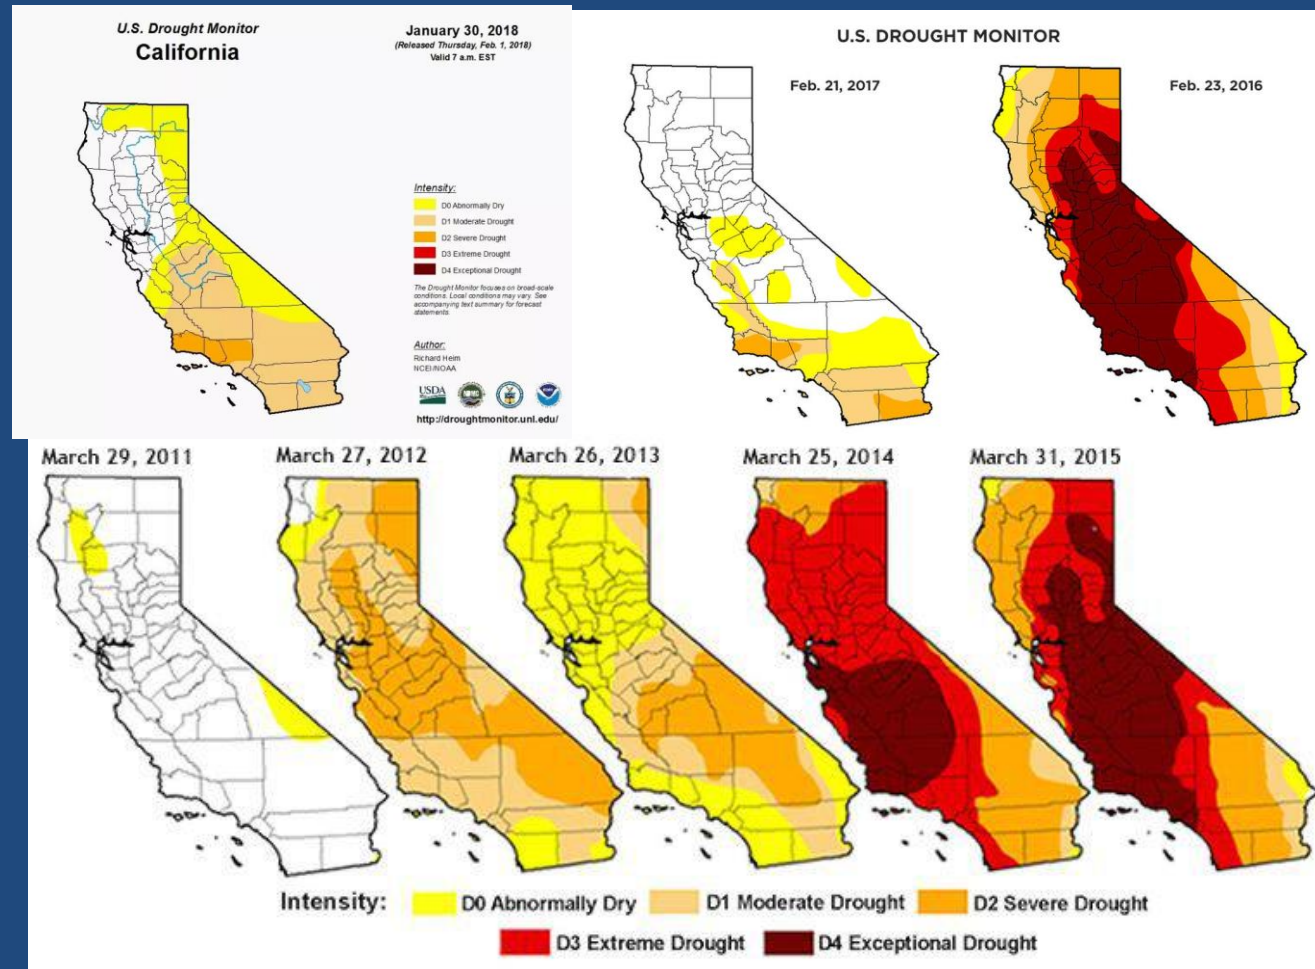 U.S. Drought Monitor
California
January 30, 2018
(Released Thursday, Feb. 1, 2018)
Valid 7 a.m. EST
Intensity:
D0 Abnormally Dry
D1 Moderate Drought
D2 Severe Drought
D3 Extreme Drought
D4 Exceptional Drought
The Drought Monitor focuses on broad-scale
conditions. Local conditions may vary. See
accompanying text summary for forecast
statements.
Author:
Richard Heim
NCEI/NOAA
USDA
http://droughtmonitor.unl.edu/
U.S. DROUGHT MONITOR
Feb. 21, 2017
Feb. 23, 2016
March 29, 2011
March 27, 2012
March 26, 2013
March 25, 2014
March 31, 2015
Intensity:
D0 Abnormally Dry
D1 Moderate Drought
D2 Severe Drought
D3 Extreme Drought
D4 Exceptional Drought